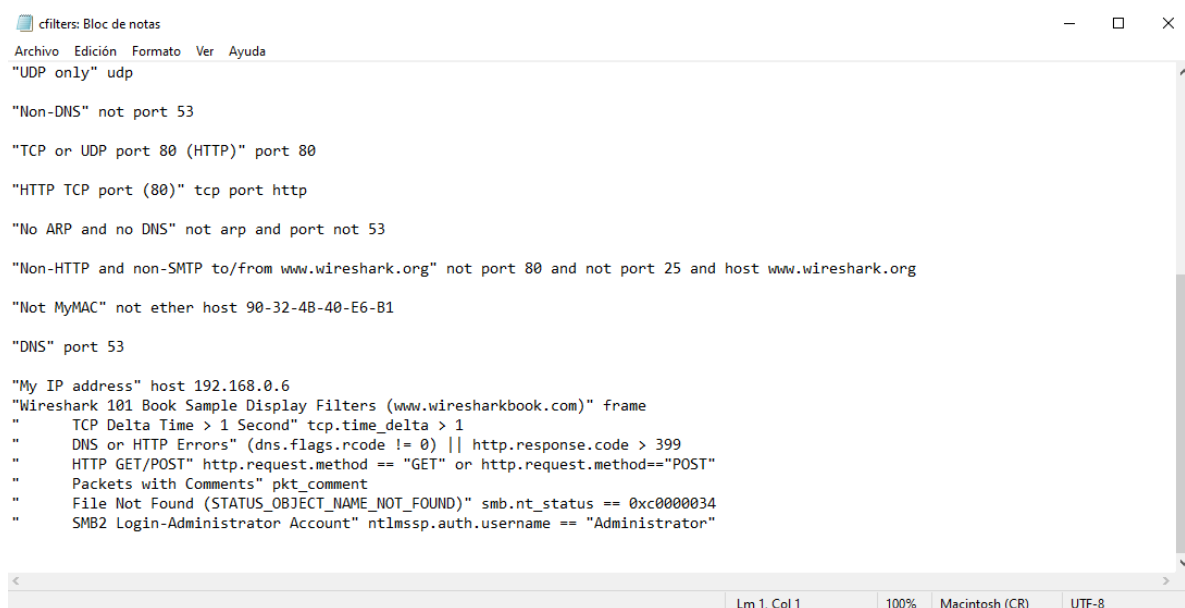 cfilters: Bloc de notas
Archivo Edición Formato Ver Ayuda
"UDP only" udp
"Non-DNS" not port 53
"TCP or UDP port 80 (HTTP)" port 80
"HTTP TCP port (80)" tcp port http
"No ARP and no DNS" not arp and port not 53
"Non-HTTP and non-SMTP to/from www.wireshark.org" not port 80 and not port 25 and host www.wireshark.org
"Not MyMAC" not ether host 90-32-4B-40-E6-B1
"DNS" port 53
"My IP address" host 192.168.0.6
"Wireshark 101 Book Sample Display Filters (www.wiresharkbook.com)" frame
"       TCP Delta Time > 1 Second" tcp.time_delta > 1
"       DNS or HTTP Errors" (dns.flags.rcode != 0) || http.response.code > 399
"       HTTP GET/POST" http.request.method == "GET" or http.request.method=="POST"
"       Packets with Comments" pkt_comment
"       File Not Found (STATUS_OBJECT_NAME_NOT_FOUND)" smb.nt_status == 0xc0000034
"       SMB2 Login-Administrator Account" ntlmssp.auth.username == "Administrator"
Lm 1, Col 1 100% Macintosh (CR) UTF-8